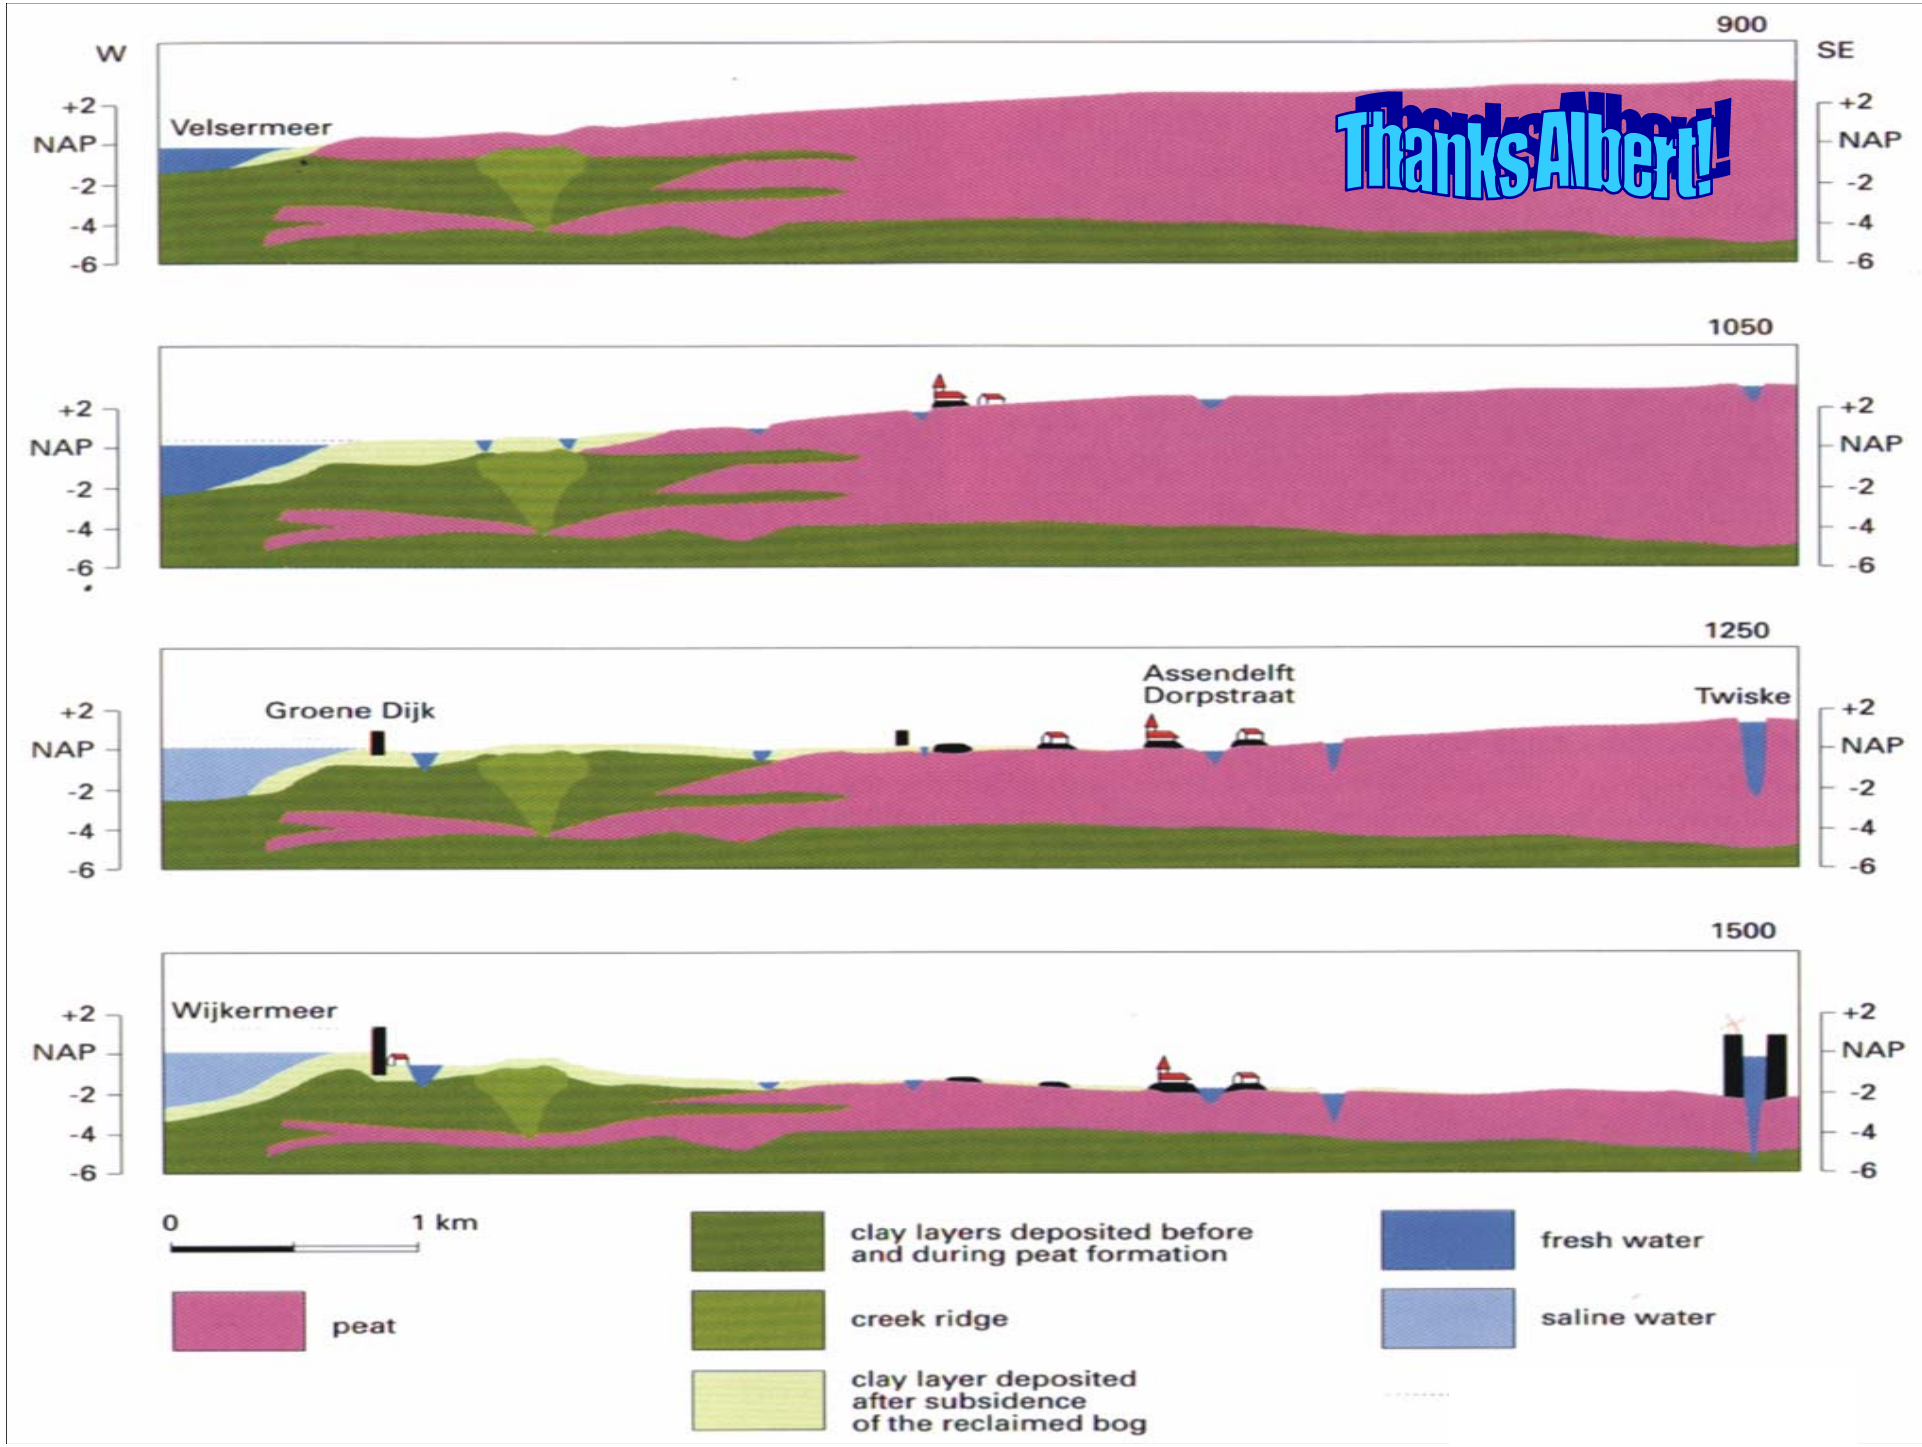 900
W
SE
+2
NAP
-2
-4
-6
Velsermeer
Thanks Albert!
+2
NAP
-2
-4
-6
1050
+2
NAP
-2
-4
-6
+2
NAP
-2
-4
-6
1250
+2
NAP
-2
-4
-6
Groene Dijk
Assendelft
Dorpstraat
Twiske
+2
NAP
-2
-4
-6
1500
+2
NAP
-2
-4
-6
Wijkermeer
+2
NAP
-2
-4
-6
0 1 km
peat
clay layers deposited before
and during peat formation
creek ridge
clay layer deposited
after subsidence
of the reclaimed bog
fresh water
saline water